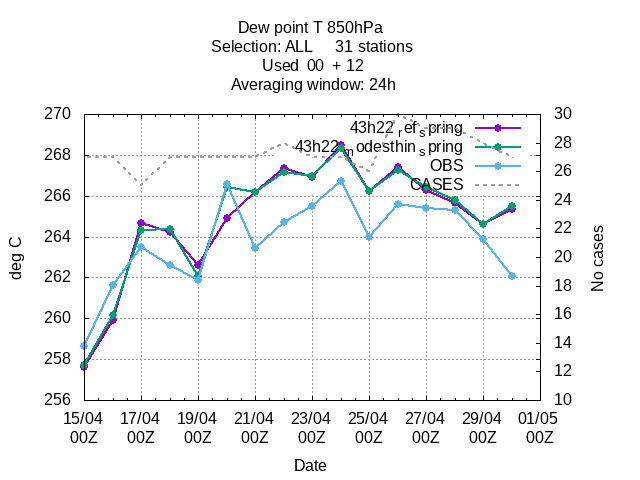 Dew point T 850hPa
Selection: ALL 31 stations
Used 00 + 12
Averaging window: 24h
270 30
43h22_ref_spring
28
268 43h22_modesthin_spring
OBS 26
CASES
266 24
264 22
deg C No cases
20
262 18
16
260 14
258 12
256 10
15/04 17/04 19/04 21/04 23/04 25/04 27/04 29/04 01/05
00Z 00Z 00Z 00Z 00Z 00Z 00Z 00Z 00Z
Date